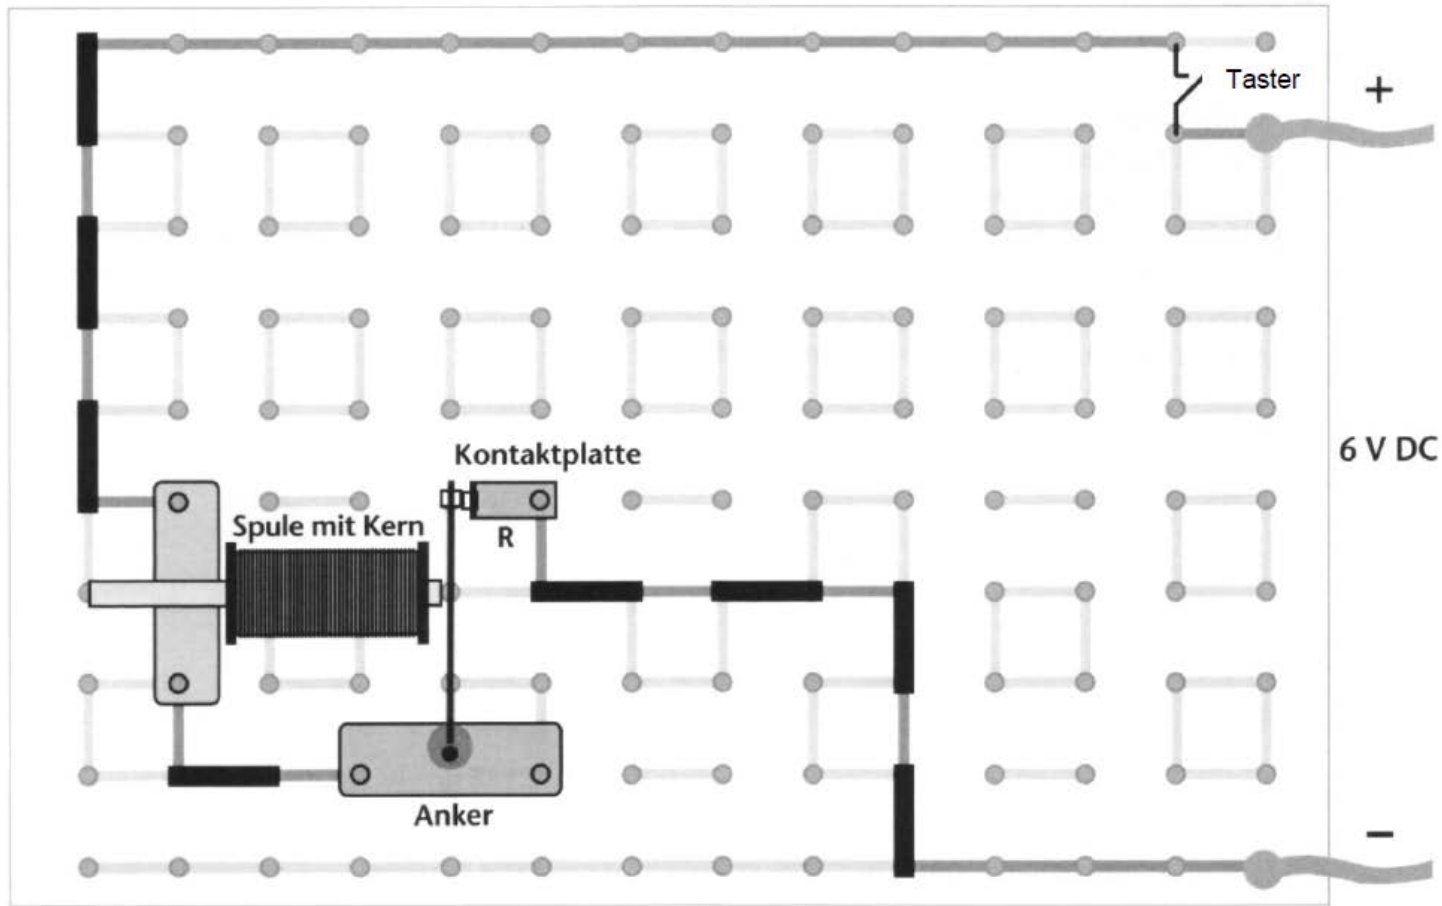 Taster
+
Kontaktplatte
6 V DC
Spule mit Kern
R
Anker
−